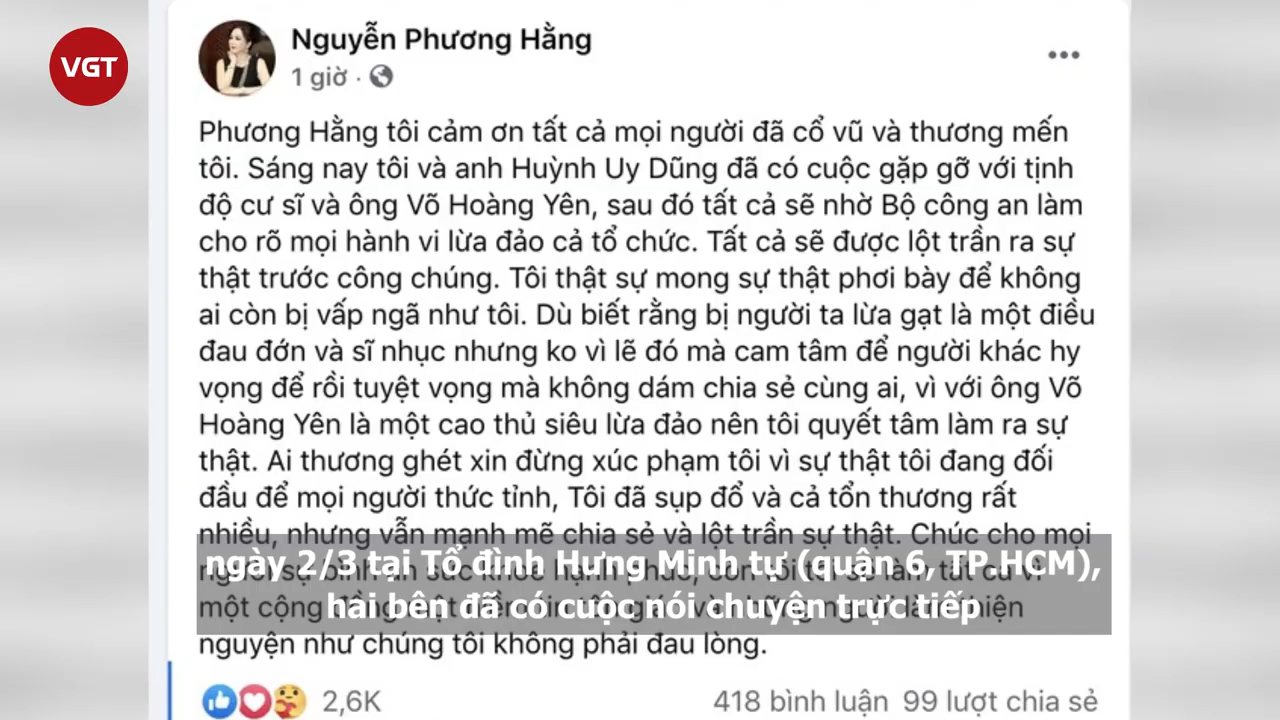 VGT
Nguyễn Phương Hằng
1 giờ ·
Phương Hằng tôi cảm ơn tất cả mọi người đã cổ vũ và thương mến
tôi. Sáng nay tôi và anh Huỳnh Uy Dũng đã có cuộc gặp gỡ với tịnh
độ cư sĩ và ông Võ Hoàng Yên, sau đó tất cả sẽ nhờ Bộ công an làm
cho rõ mọi hành vi lừa đảo cả tổ chức. Tất cả sẽ được lột trần ra sự
thật trước công chúng. Tôi thật sự mong sự thật phơi bày để không
ai còn bị vấp ngã như tôi. Dù biết rằng bị người ta lừa gạt là một điều
đau đớn và sĩ nhục nhưng ko vì lẽ đó mà cam tâm để người khác hy
vọng để rồi tuyệt vọng mà không dám chia sẻ cùng ai, vì với ông Võ
Hoàng Yên là một cao thủ siêu lừa đảo nên tôi quyết tâm làm ra sự
thật. Ai thương ghét xin đừng xúc phạm tôi vì sự thật tôi đang đối
đầu để mọi người thức tỉnh, Tôi đã sụp đổ và cả tổn thương rất
nhiều, nhưng vẫn mạnh mẽ chia sẻ và lột trần sự thật. Chúc cho mọi
ngày 2/3 tại Tổ đình Hưng Minh tự (quận 6, TP.HCM),
một cộng
hai bên đã có cuộc nói chuyện trực tiếp
nguyện như chúng tôi không phải đau lòng.
2,6K
418 bình luận 99 lượt chia sẻ